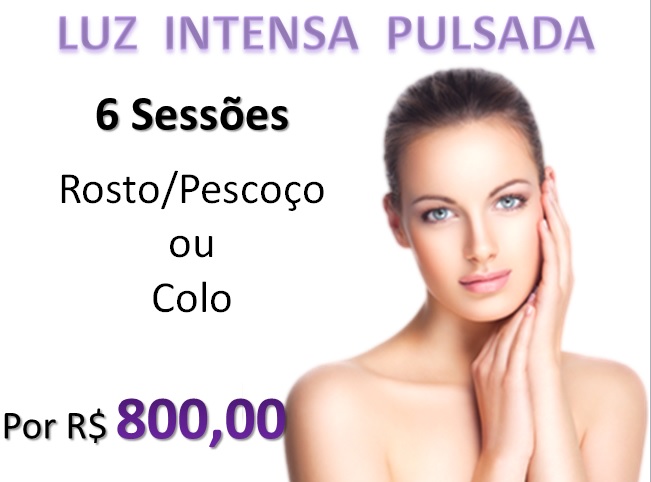 LUZ INTENSA PULSADA
6 Sessões
Rosto/Pescoço
ou
Colo
Por R$ 800,00